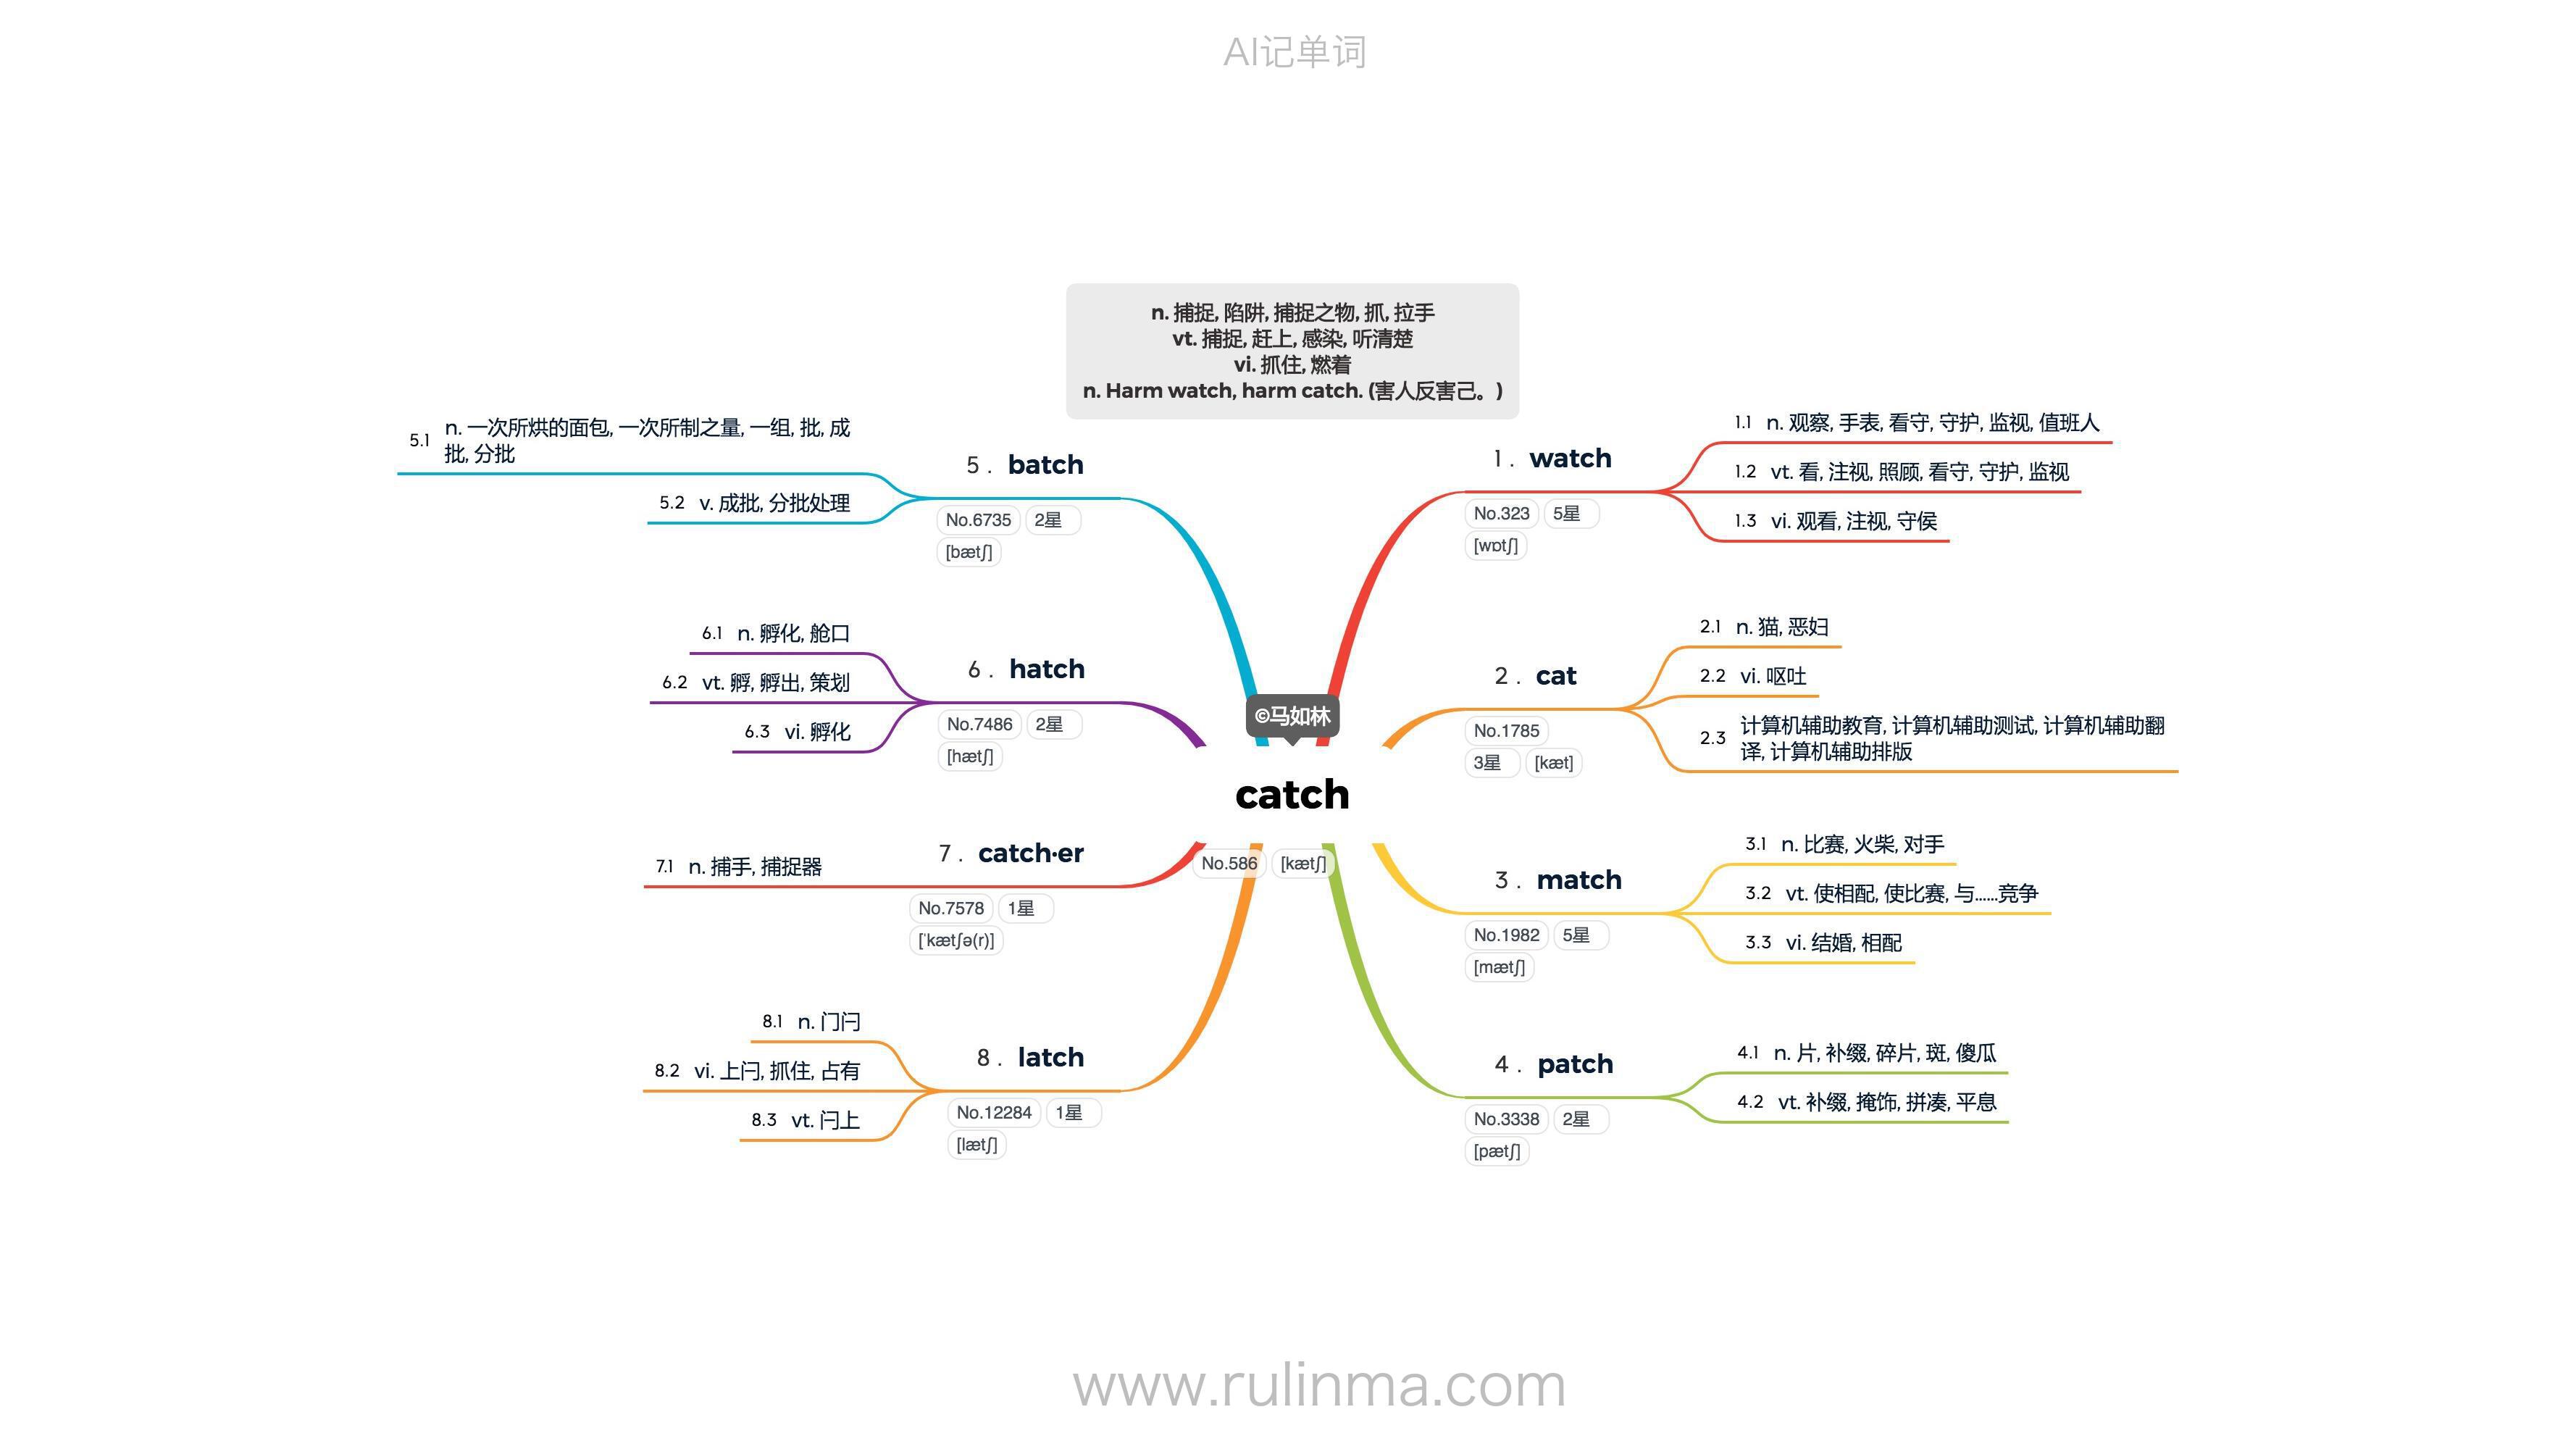 AI记单词
n. 捕捉, 陷阱, 捕捉之物, 抓, 拉手
vt. 捕捉, 赶上, 感染, 听清楚
vi. 抓住, 燃着
n. Harm watch, harm catch. (害人反害己。)
©马如林
catch
No.586 [kætʃ]
1. watch
No.323 5星
[wɒtʃ]
1.1 n. 观察, 手表, 看守, 守护, 监视, 值班人
1.2 vt. 看, 注视, 照顾, 看守, 守护, 监视
1.3 vi. 观看, 注视, 守侯
2. cat
No.1785
3星 [kæt]
2.1 n. 猫, 恶妇
2.2 vi. 呕吐
2.3 计算机辅助教育, 计算机辅助测试, 计算机辅助翻
译, 计算机辅助排版
3. match
No.1982 5星
[mætʃ]
3.1 n. 比赛, 火柴, 对手
3.2 vt. 使相配, 使比赛, 与……竞争
3.3 vi. 结婚, 相配
4. patch
No.3338 2星
[pætʃ]
4.1 n. 片, 补缀, 碎片, 斑, 傻瓜
4.2 vt. 补缀, 掩饰, 拼凑, 平息
5. batch
No.6735 2星
[bætʃ]
5.1 n. 一次所烘的面包, 一次所制之量, 一组, 批, 成
批, 分批
5.2 v. 成批, 分批处理
6. hatch
No.7486 2星
[hætʃ]
6.1 n. 孵化, 舱口
6.2 vt. 孵, 孵出, 策划
6.3 vi. 孵化
7. catch·er
No.7578 1星
['kætʃə(r)]
7.1 n. 捕手, 捕捉器
8. latch
No.12284 1星
[lætʃ]
8.1 n. 门闩
8.2 vi. 上闩, 抓住, 占有
8.3 vt. 闩上
www.rulinma.com